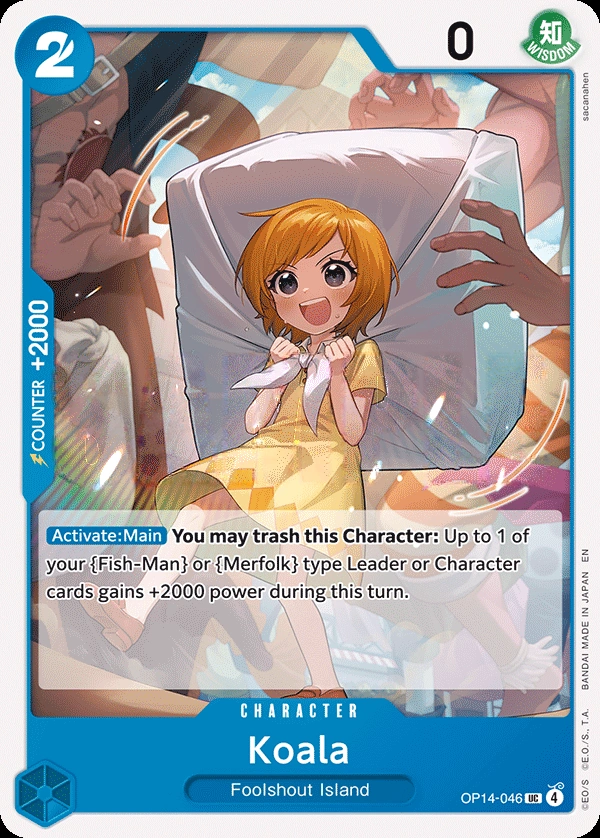 2
0
知
WISDOM
sacanahen
COUNTER +2000
Activate:Main You may trash this Character: Up to 1 of
your {Fish-Man} or {Merfolk} type Leader or Character
cards gains +2000 power during this turn.
CHARACTER
Koala
Foolshout Island
OP14-046 UC 4
©EO/S ©E.O./S., T.A. BANDAI MADE IN JAPAN EN